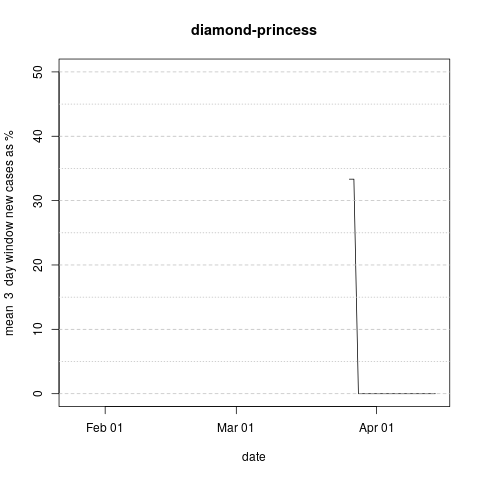 diamond-princess
mean  3  day window new cases as %
50
40
30
20
10
0
Feb 01
Mar 01
Apr 01
date